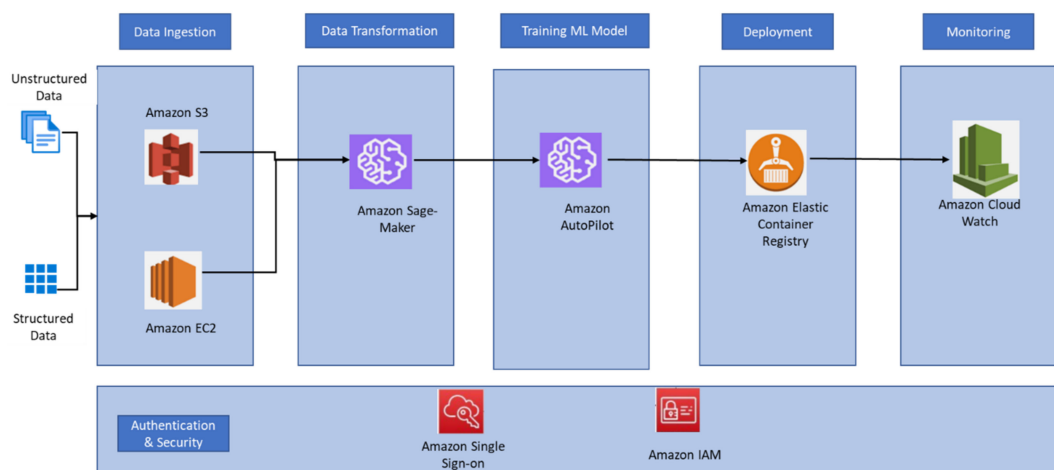 Data Ingestion
Data Transformation
Training ML Model
Deployment
Monitoring
Unstructured
Data
Structured
Data
Amazon S3
Amazon EC2
Amazon Sage-
Maker
Amazon
AutoPilot
Amazon Elastic
Container
Registry
Amazon Cloud
Watch
Authentication
& Security
Amazon Single
Sign-on
Amazon IAM